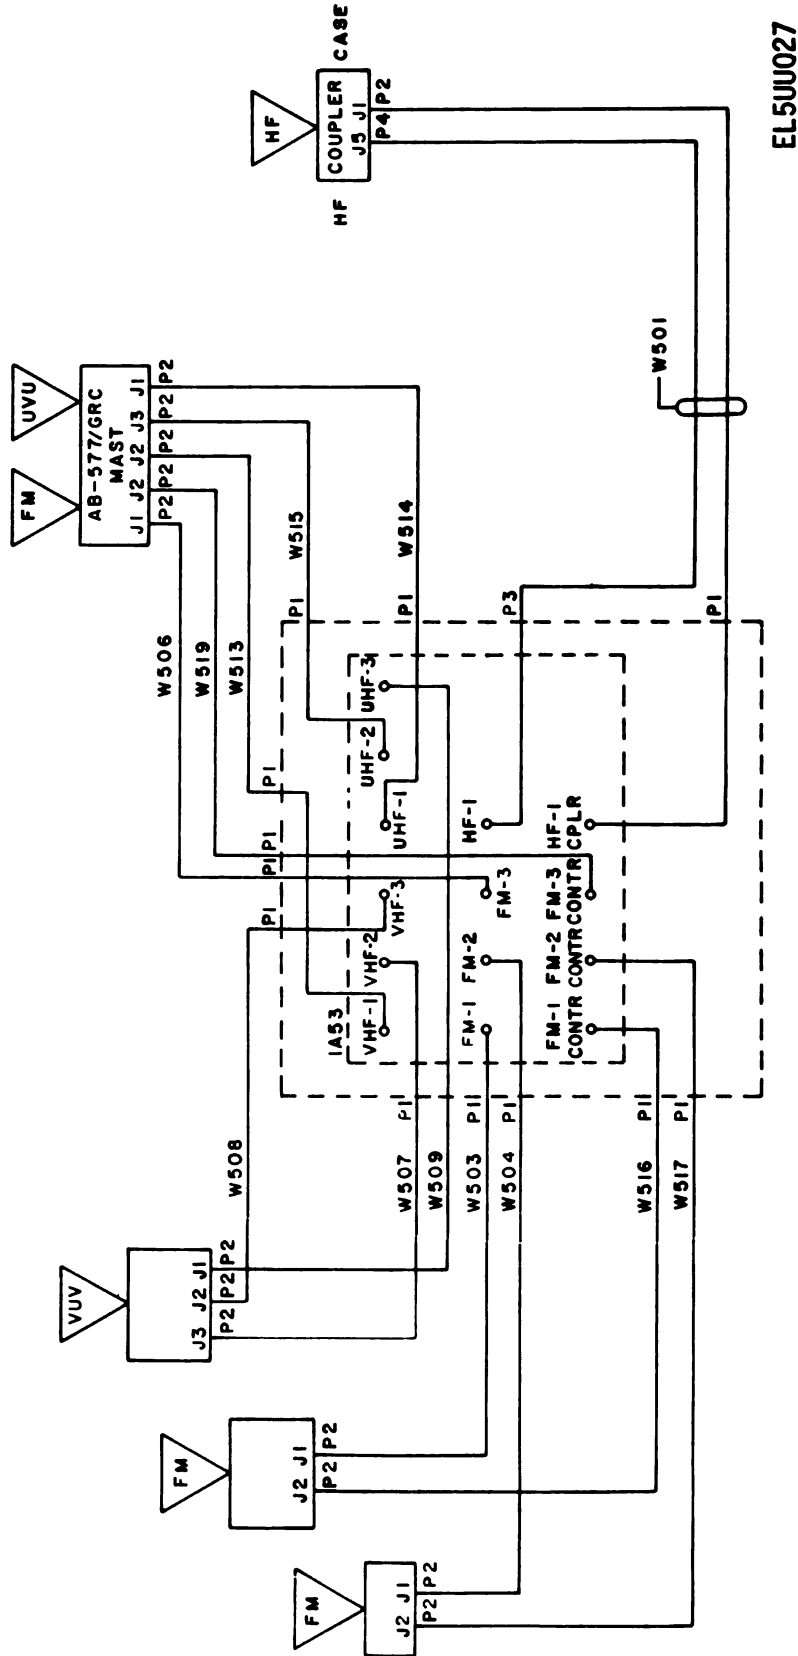 FM
J2 J1
P2 P2
FM
J2 J1
P2 P2
VUV
J3 J2 J1
P2 P2 P2
FM
UVU
AB-577/GRC
MAST
J1 J2 J2 J3 J1
P2 P2 P2 P2 P2
HF
HF
COUPLER
CASE
J5 J1
P4 P2
W506
W519
W513
W508
P1
P1 P1
P1
W515
P1
W514
P1
1A53
VHF-1 VHF-2
VHF-3
UHF-1
UHF-2
UHF-3
W507
P1
W509
W503
P11
W504
P1
FM-1
FM-2
FM-3
HF-1
P3
FM-1 FM-2 FM-3 HF-1
CONTR CONTR CONTR CPLR
W516
P11
W517
P1
P1
W501
EL5UU027